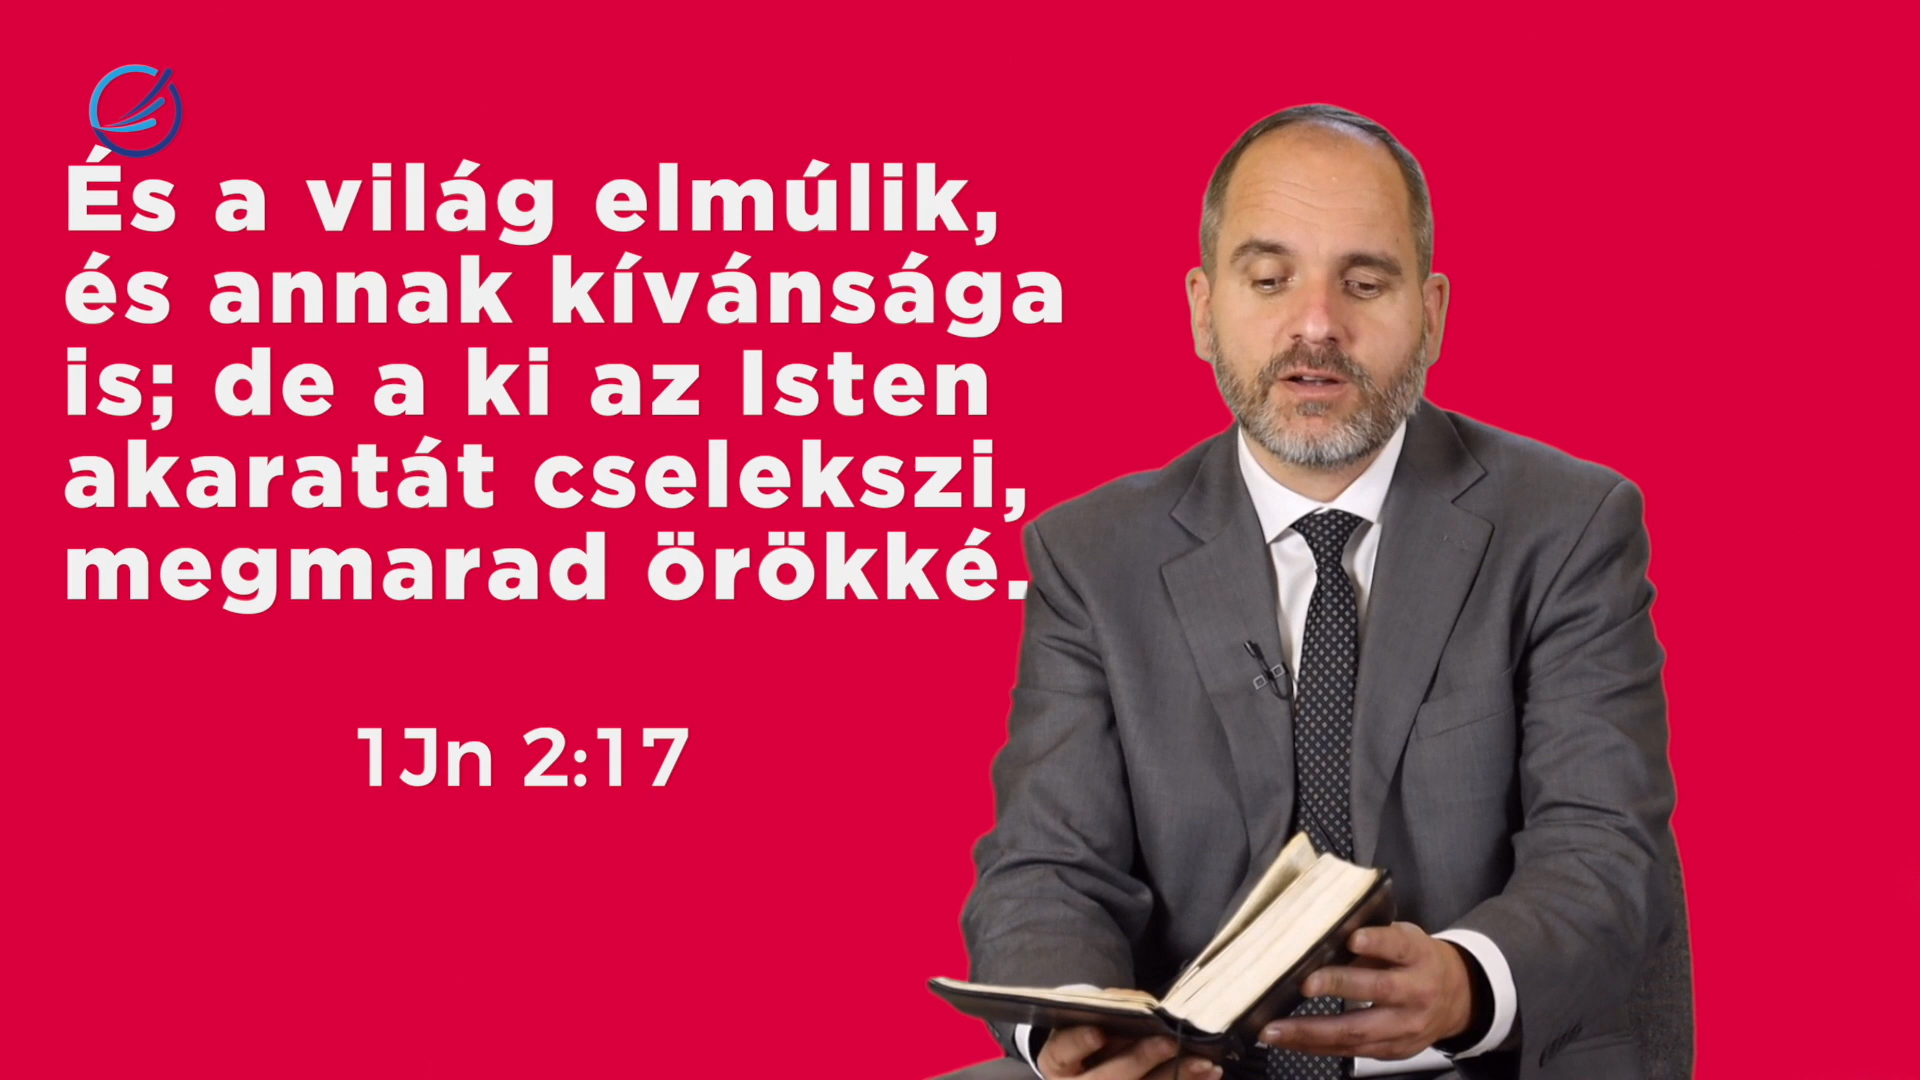 És a világ elmúlik,
és annak kívánsága
is; de a ki az Isten
akaratát cselekszi,
megmarad örökké.
1Jn 2:17